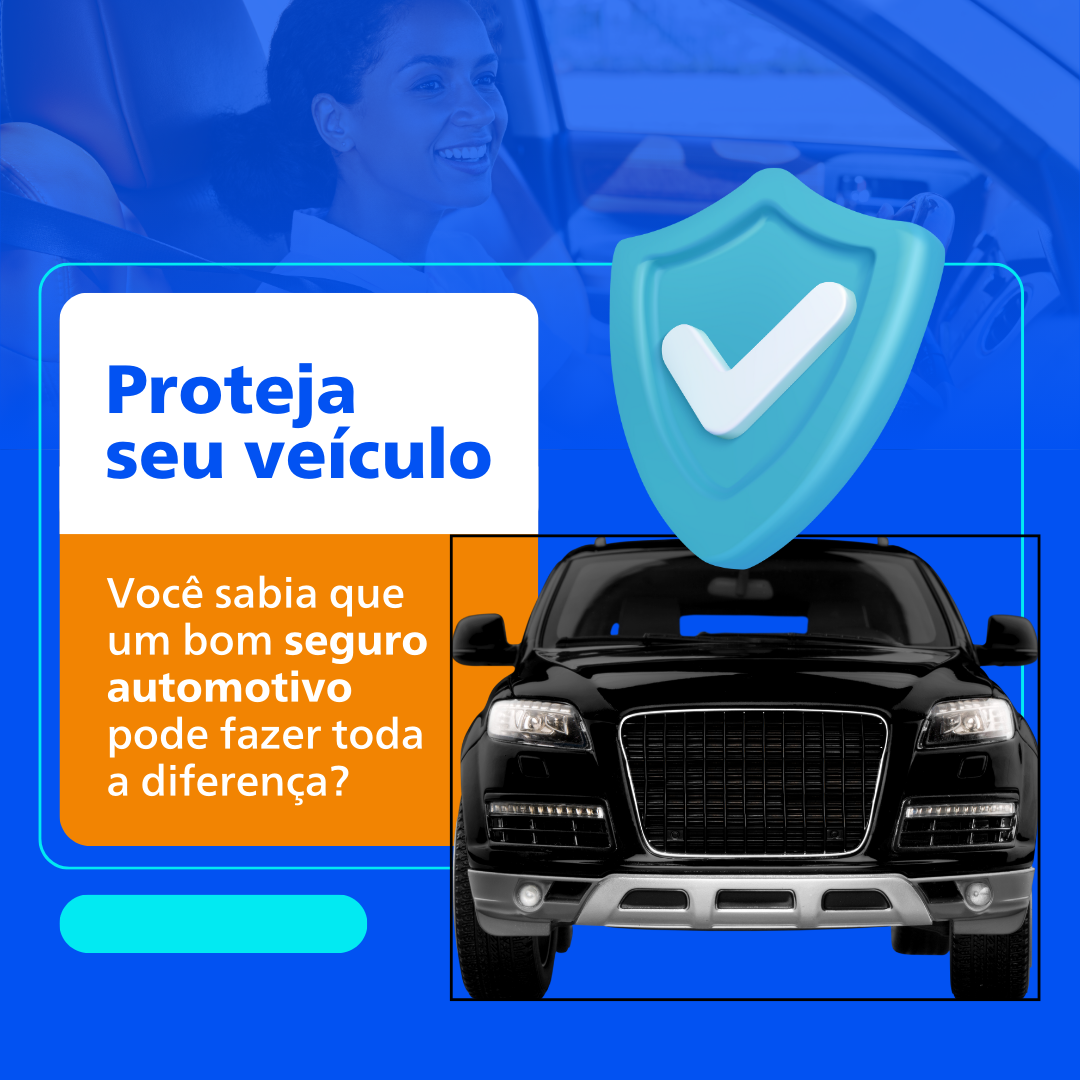 Proteja
seu veículo
Você sabia que
um bom seguro
automotivo
pode fazer toda
a diferença?